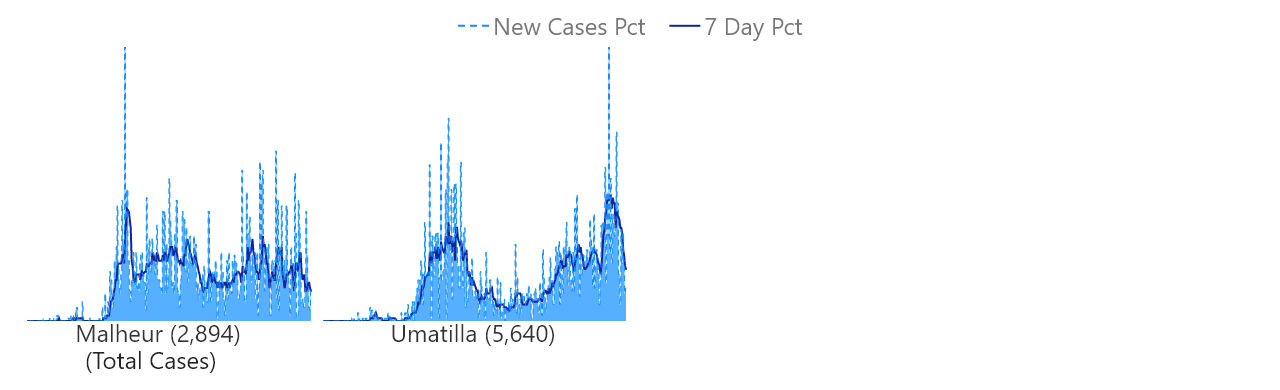 New Cases Pct 7 Day Pct
Malheur (2,894) Umatilla (5,640)
(Total Cases)